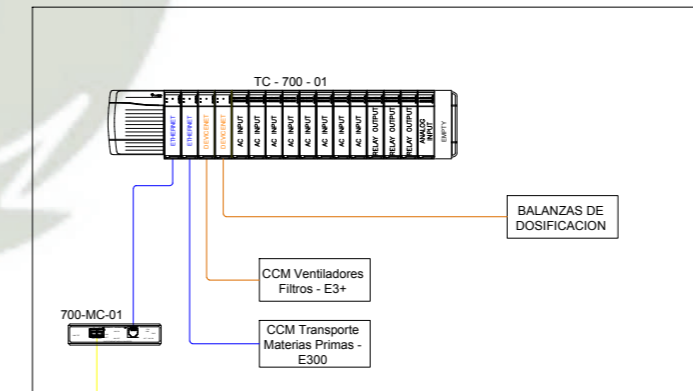 TC - 700 - 01
ETHERNET
ETHERNET
DEVICENET
DEVICENET
AC INPUT
AC INPUT
AC INPUT
AC INPUT
AC INPUT
AC INPUT
AC INPUT
RELAY OUTPUT
RELAY OUTPUT
RELAY OUTPUT
ANALOG
INPUT
EMPTY
BALANZAS DE
DOSIFICACION
CCM Ventiladores
Filtros - E3+
700-MC-01
CCM Transporte
Materias Primas -
E300